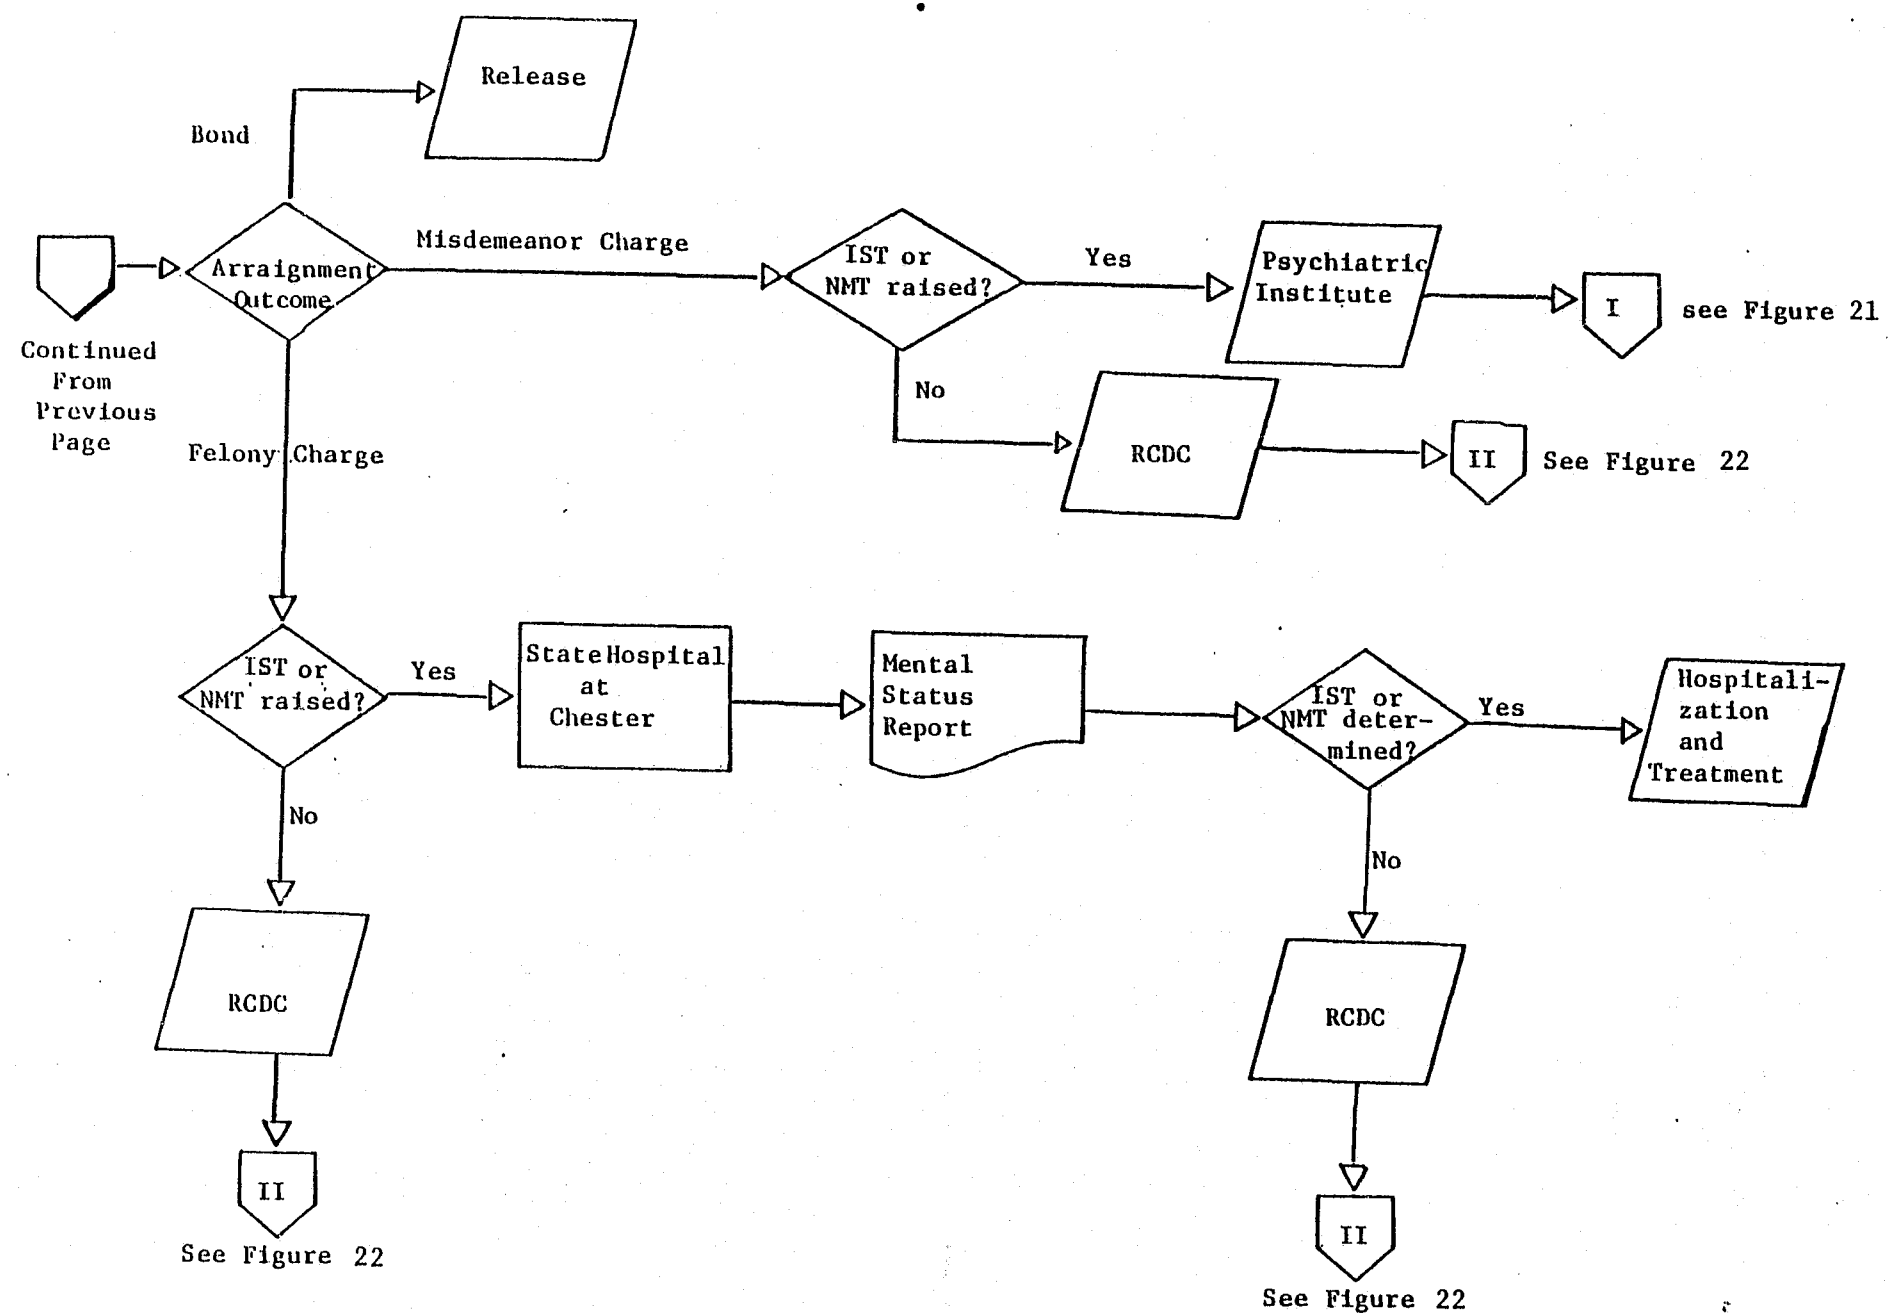 Release
Bond
Misdemeanor Charge
Arraignment
Outcome
IST or
NMT raised?
Yes
Psychiatric
Institute
I
see Figure 21
Continued
From
Previous
Page
No
RCDC
II
See Figure 22
Felony Charge
IST or
NMT raised?
Yes
State Hospital
at
Chester
Mental
Status
Report
IST or
NMT deter-
mined?
Yes
Hospitali-
zation
and
Treatment
No
RCDC
II
See Figure 22
No
RCDC
II
See Figure 22